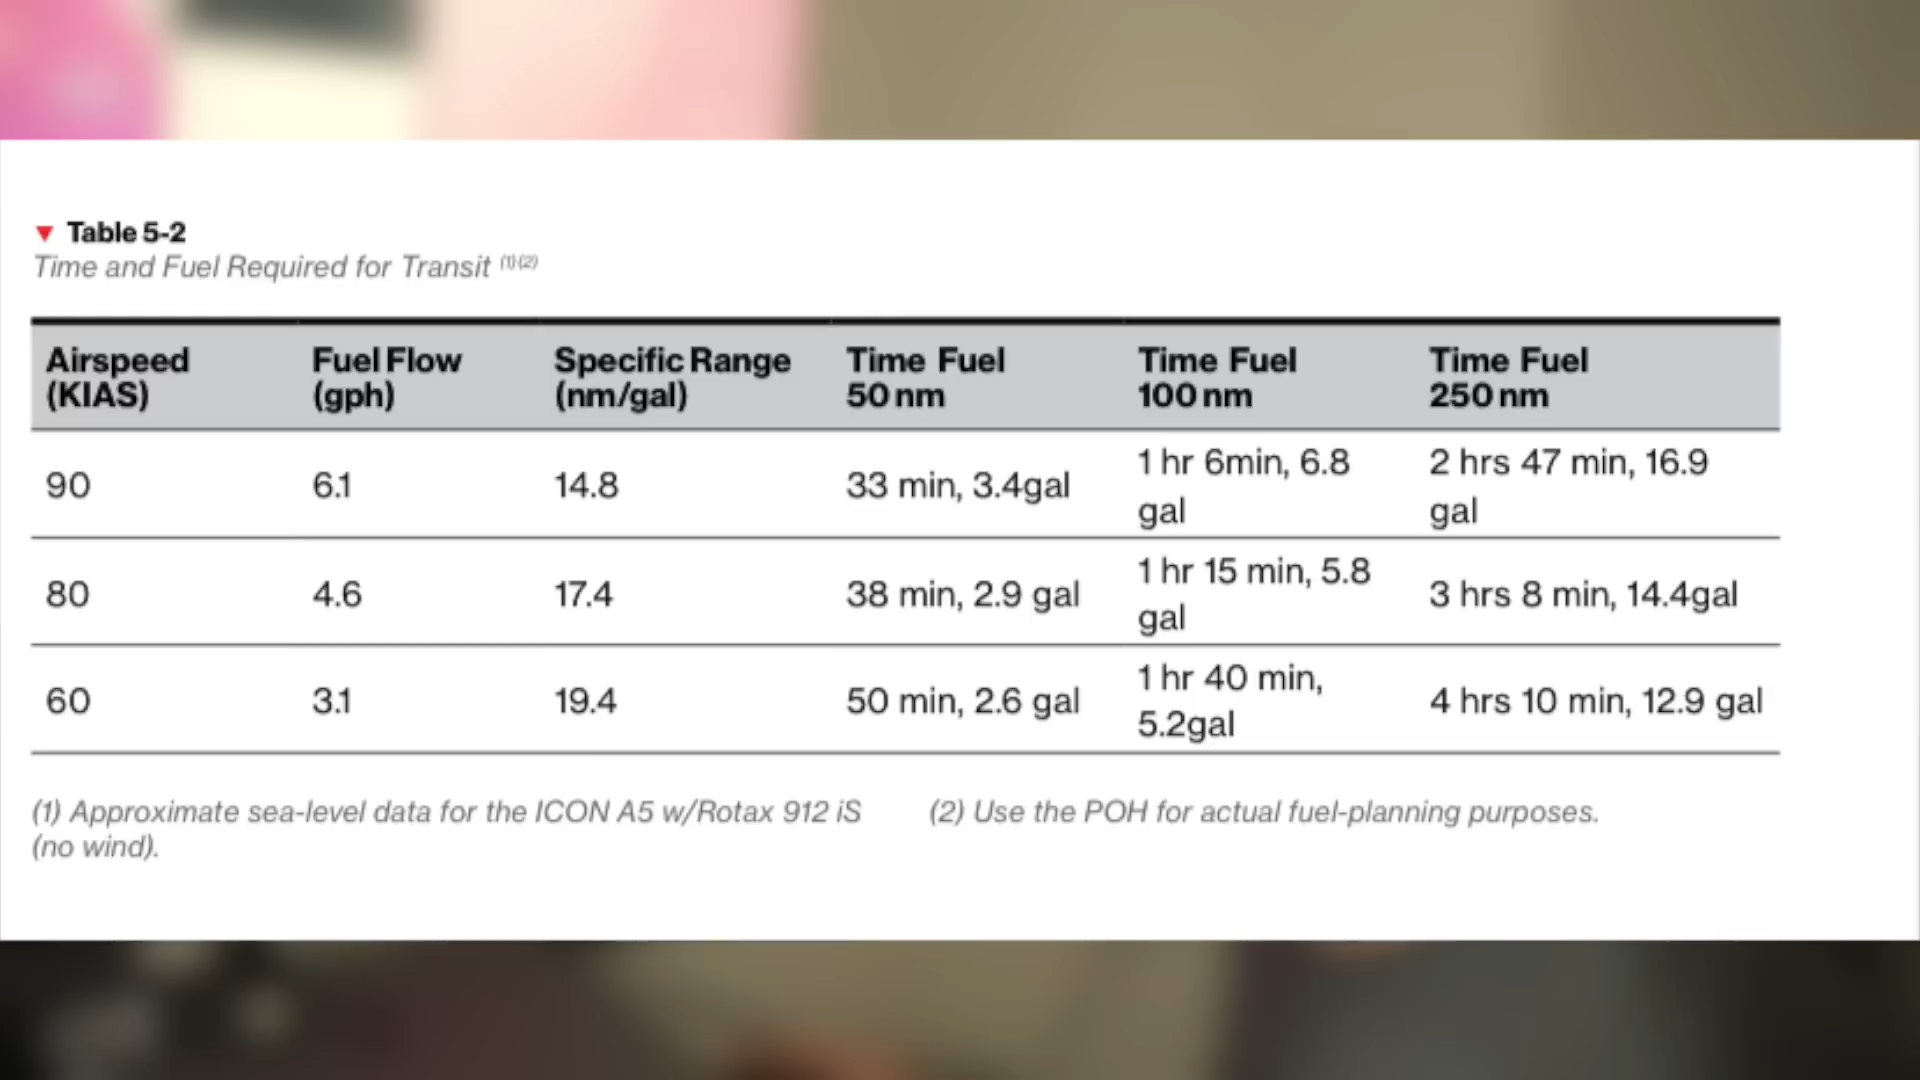 ▼ Table 5-2
Time and Fuel Required for Transit (1)(2)
Airspeed (KIAS) Fuel Flow (gph) Specific Range (nm/gal) Time Fuel 50 nm Time Fuel 100 nm Time Fuel 250 nm
90 6.1 14.8 33 min, 3.4gal 1 hr 6min, 6.8 gal 2 hrs 47 min, 16.9 gal
80 4.6 17.4 38 min, 2.9 gal 1 hr 15 min, 5.8 gal 3 hrs 8 min, 14.4gal
60 3.1 19.4 50 min, 2.6 gal 1 hr 40 min, 5.2gal 4 hrs 10 min, 12.9 gal
(1) Approximate sea-level data for the ICON A5 w/Rotax 912 iS
(no wind).
(2) Use the POH for actual fuel-planning purposes.